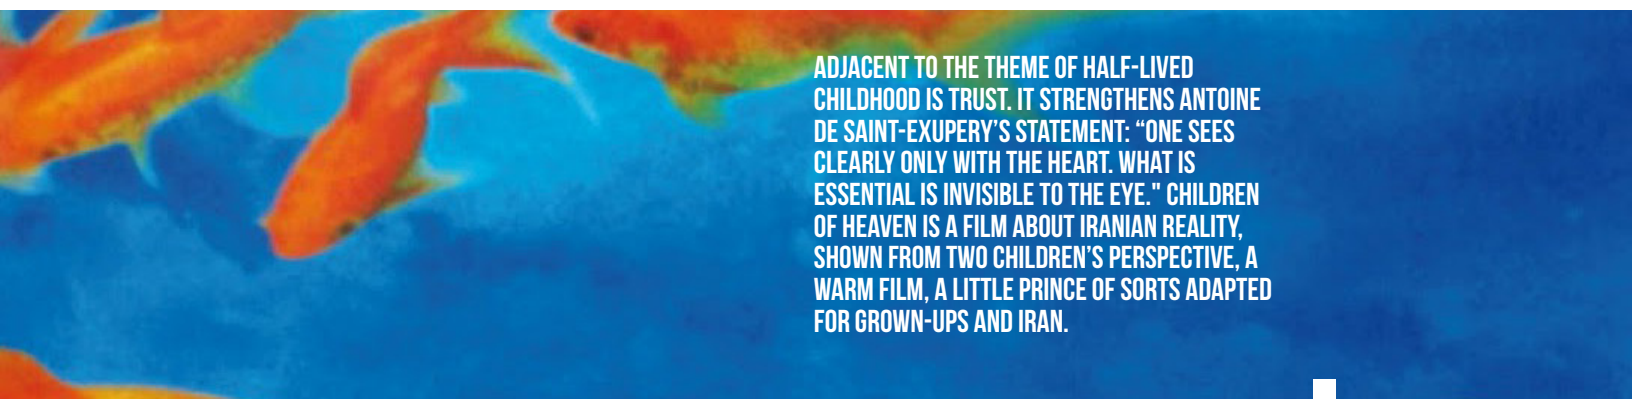 ADJACENT TO THE THEME OF HALF-LIVED
CHILDHOOD IS TRUST. IT STRENGTHENS ANTOINE
DE SAINT-EXUPERY’S STATEMENT: “ONE SEES
CLEARLY ONLY WITH THE HEART. WHAT IS
ESSENTIAL IS INVISIBLE TO THE EYE." CHILDREN
OF HEAVEN IS A FILM ABOUT IRANIAN REALITY,
SHOWN FROM TWO CHILDREN’S PERSPECTIVE, A
WARM FILM, A LITTLE PRINCE OF SORTS ADAPTED
FOR GROWN-UPS AND IRAN.